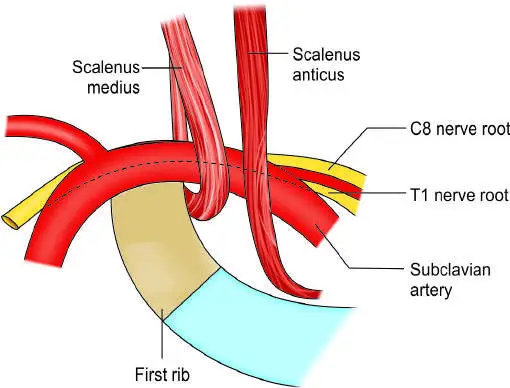 Scalenus
medius
Scalenus
anticus
C8 nerve root
T1 nerve root
Subclavian
artery
First rib